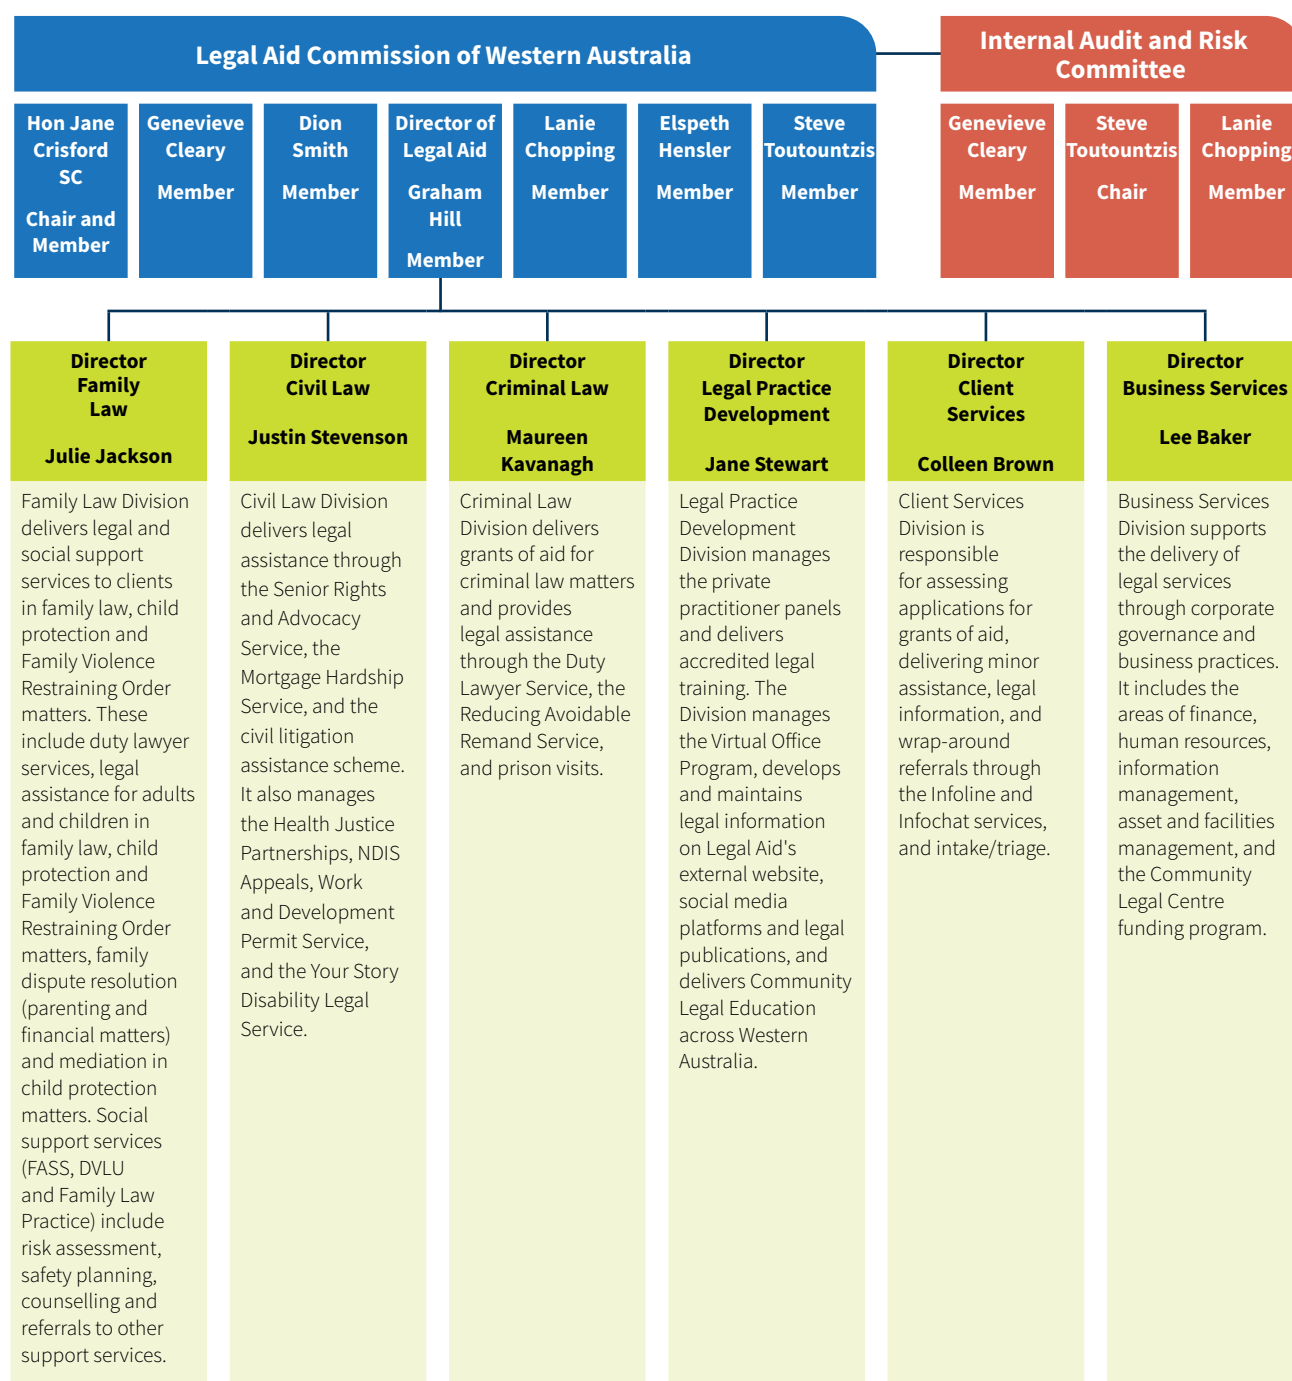 Legal Aid Commission of Western Australia
Internal Audit and Risk
Committee
Hon Jane
Crisford
SC
Chair and
Member
Genevieve
Cleary
Member
Dion
Smith
Member
Director of
Legal Aid
Graham
Hill
Member
Lanie
Chopping
Member
Elspeth
Hensler
Member
Steve
Toutountzis
Member
Genevieve
Cleary
Member
Steve
Toutountzis
Chair
Lanie
Chopping
Member
Director
Family
Law
Julie Jackson
Family Law Division
delivers legal and
social support
services to clients
in family law, child
protection and
Family Violence
Restraining Order
matters. These
include duty lawyer
services, legal
assistance for adults
and children in
family law, child
protection and
Family Violence
Restraining Order
matters, family
dispute resolution
(parenting and
financial matters)
and mediation in
child protection
matters. Social
support services
(FASS, DVLU
and Family Law
Practice) include
risk assessment,
safety planning,
counselling and
referrals to other
support services.
Director
Civil Law
Justin Stevenson
Civil Law Division
delivers legal
assistance through
the Senior Rights
and Advocacy
Service, the
Mortgage Hardship
Service, and the
civil litigation
assistance scheme.
It also manages
the Health Justice
Partnerships, NDIS
Appeals, Work
and Development
Permit Service,
and the Your Story
Disability Legal
Service.
Director
Criminal Law
Maureen
Kavanagh
Criminal Law
Division delivers
grants of aid for
criminal law matters
and provides
legal assistance
through the Duty
Lawyer Service, the
Reducing Avoidable
Remand Service,
and prison visits.
Director
Legal Practice
Development
Jane Stewart
Legal Practice
Development
Division manages
the private
practitioner panels
and delivers
accredited legal
training. The
Division manages
the Virtual Office
Program, develops
and maintains
legal information
on Legal Aid's
external website,
social media
platforms and legal
publications, and
delivers Community
Legal Education
across Western
Australia.
Director
Client
Services
Colleen Brown
Client Services
Division is
responsible
for assessing
applications for
grants of aid,
delivering minor
assistance, legal
information, and
wrap-around
referrals through
the Infoline and
Infochat services,
and intake/triage.
Director
Business Services
Lee Baker
Business Services
Division supports
the delivery of
legal services
through corporate
governance and
business practices.
It includes the
areas of finance,
human resources,
information
management,
asset and facilities
management, and
the Community
Legal Centre
funding program.